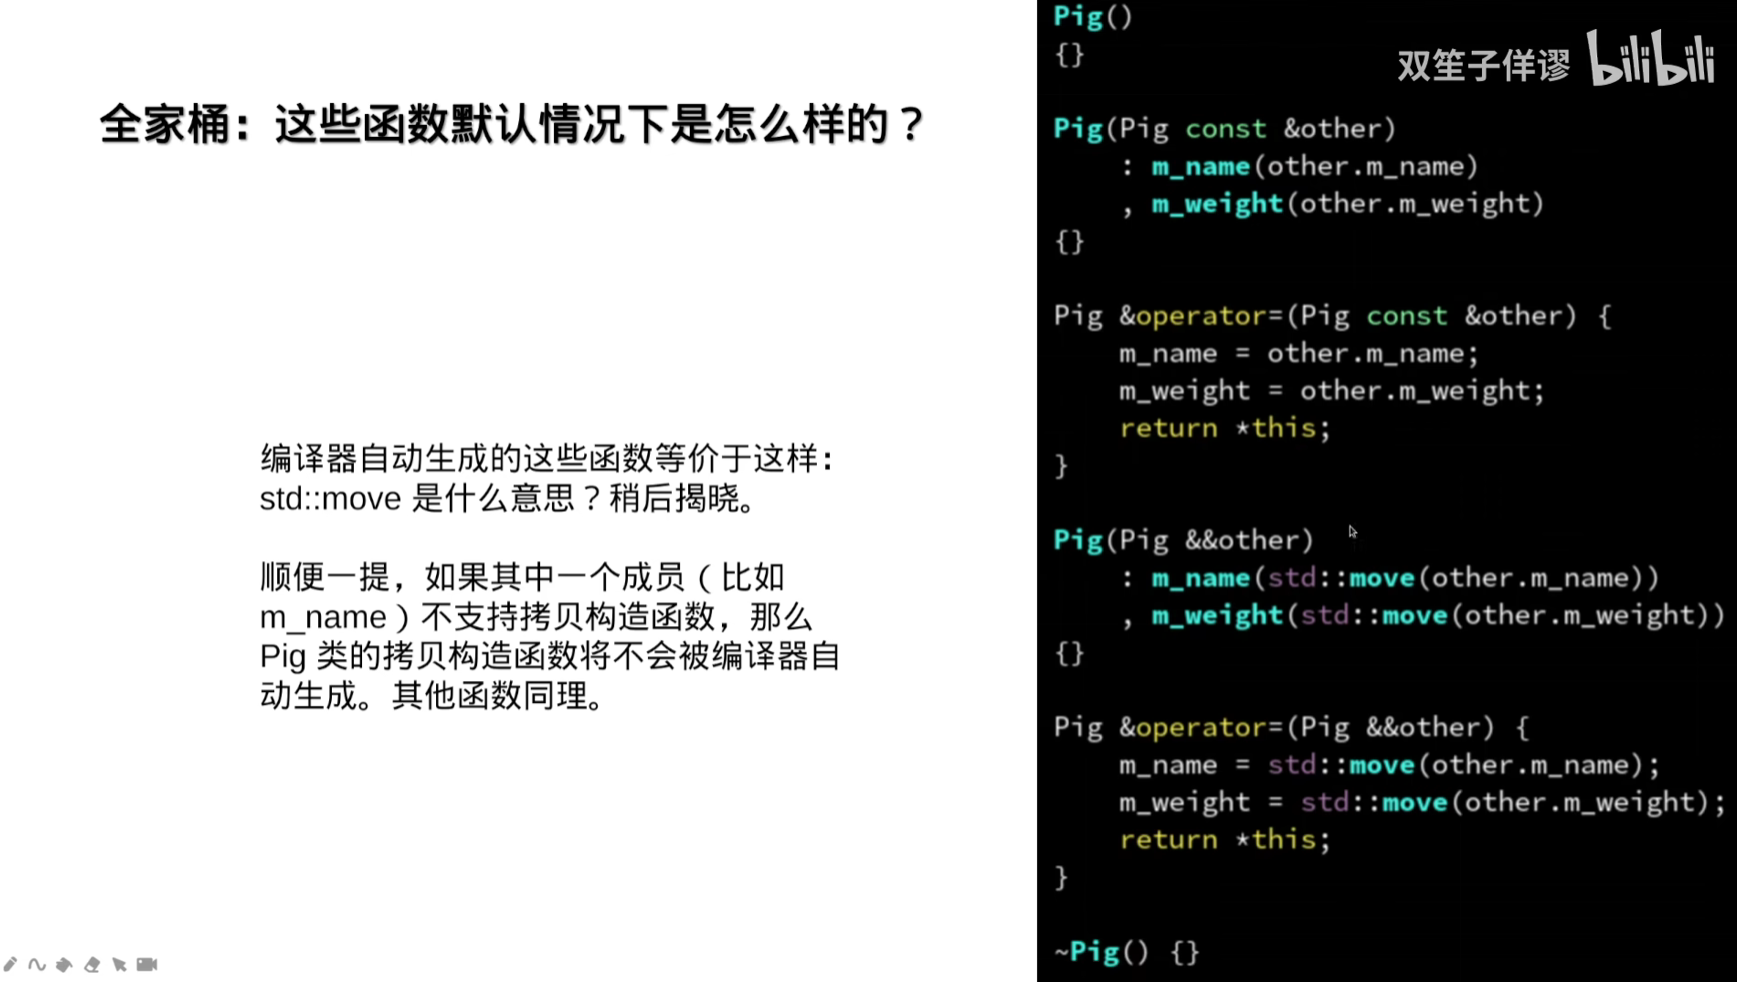 全家桶：这些函数默认情况下是怎么样的？
编译器自动生成的这些函数等价于这样：
std::move 是什么意思？稍后揭晓。
顺便一提，如果其中一个成员（比如
m_name）不支持拷贝构造函数，那么
Pig 类的拷贝构造函数将不会被编译器自
动生成。其他函数同理。
双笙子佯谬 bilibili
Pig()
{}
Pig(Pig const &other)
: m_name(other.m_name)
, m_weight(other.m_weight)
{}
Pig &operator=(Pig const &other) {
m_name = other.m_name;
m_weight = other.m_weight;
return *this;
}
Pig(Pig &&other)
: m_name(std::move(other.m_name))
, m_weight(std::move(other.m_weight))
{}
Pig &operator=(Pig &&other) {
m_name = std::move(other.m_name);
m_weight = std::move(other.m_weight);
return *this;
}
~Pig() {}